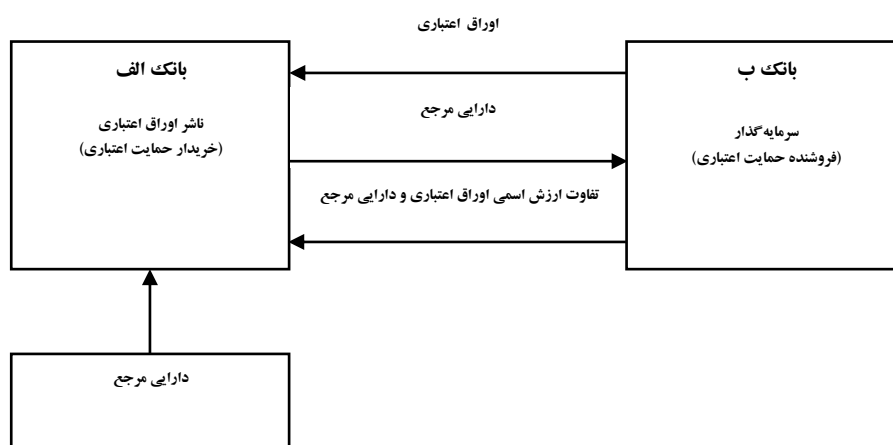 اوراق اعتباری
بانک الف
بانک ب
ناشر اوراق اعتباری
(خریدار حمایت اعتباری)
دارایی مرجع
سرمایه‌گذار
(فروشنده حمایت اعتباری)
تفاوت ارزش اسمی اوراق اعتباری و دارایی مرجع
دارایی مرجع